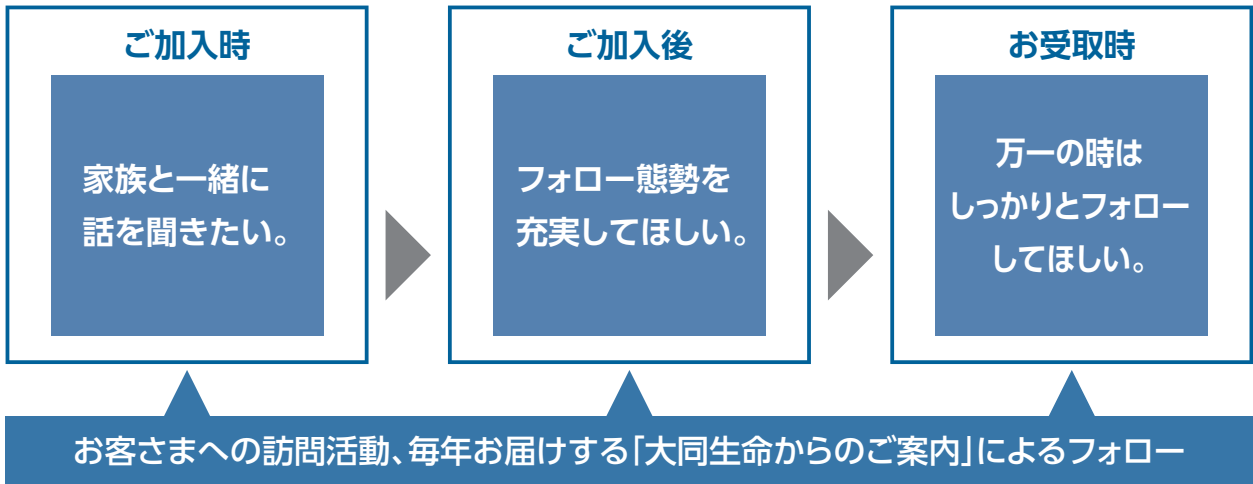 ご加入時
家族と一緒に
話を聞きたい。
ご加入後
フォロー態勢を
充実してほしい。
お受取時
万一の時は
しっかりとフォロー
してほしい。
お客さまへの訪問活動、毎年お届けする「大同生命からのご案内」によるフォロー